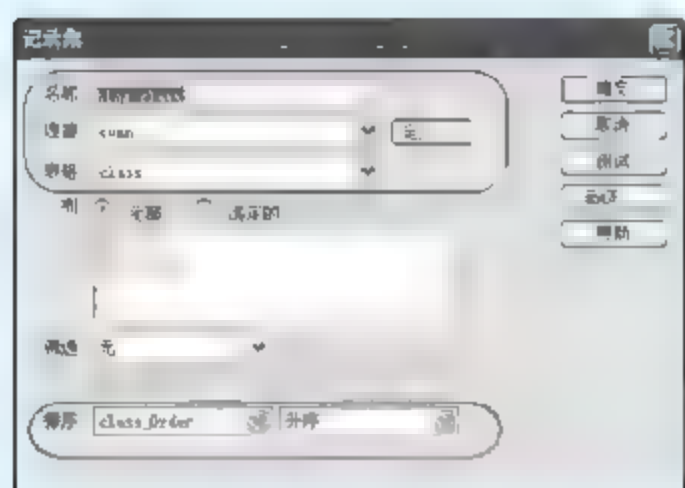 记录集
名称
连接
表格 class
列 全部 选定的
筛选 无
排序 class_Order 升序
确定
取消
测试
高级
帮助